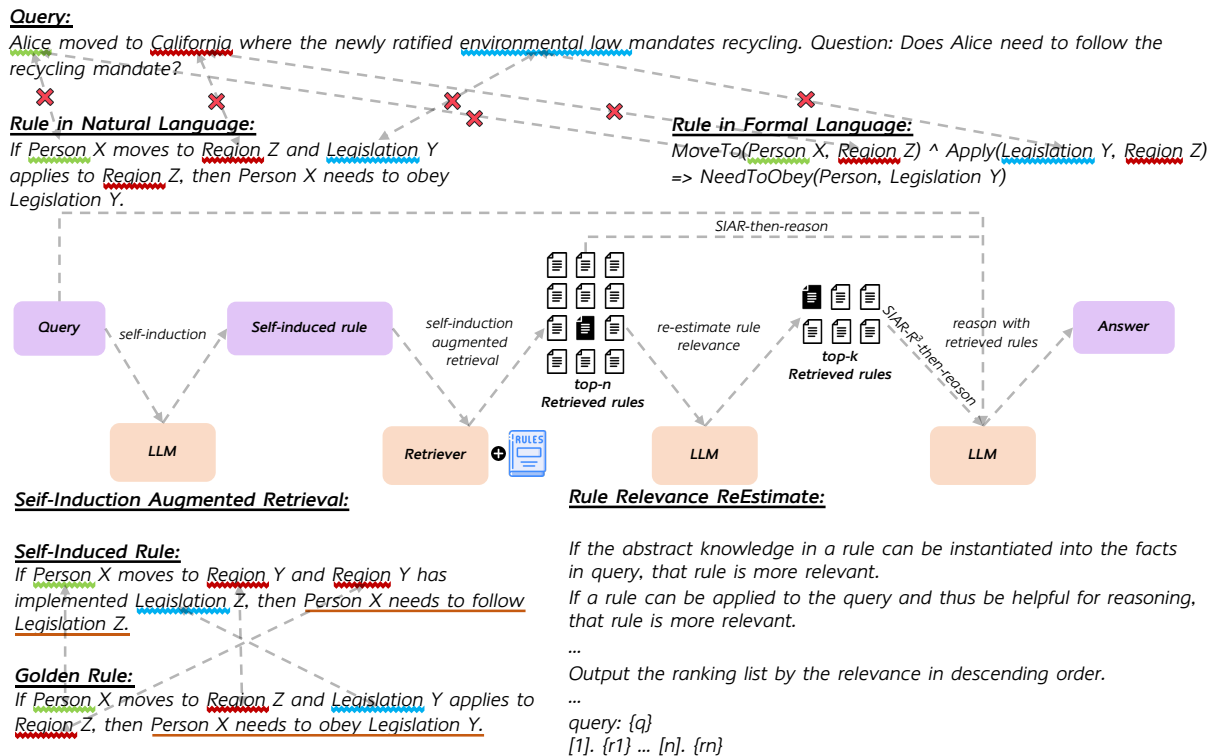 Query:
Alice moved to California where the newly ratified environmental law mandates recycling. Question: Does Alice need to follow the
recycling mandate?
Rule in Natural Language:
If Person X moves to Region Z and Legislation Y
applies to Region Z, then Person X needs to obey
Legislation Y.
Rule in Formal Language:
MoveTo(Person X, Region Z) ^ Apply(Legislation Y, Region Z)
=> NeedToObey(Person, Legislation Y)
SIAR-then-reason
Query
self-induction
Self-induced rule
self-induction
augmented
retrieval
top-n
Retrieved rules
re-estimate rule
relevance
top-k
Retrieved rules
SIAR-R³-then-reason
reason with
retrieved rules
Answer
LLM
Retriever
RULES
LLM
LLM
Seif-Induction Augmented Retrieval:
Self-Induced Rule:
If Person X moves to Region Y and Region Y has
implemented Legislation Z, then Person X needs to follow
Legislation Z.
Golden Rule:
If Person X moves to Region Z and Legislation Y applies to
Region Z, then Person X needs to obey Legislation Y.
Rule Relevance ReEstimate:
If the abstract knowledge in a rule can be instantiated into the facts
in query, that rule is more relevant.
If a rule can be applied to the query and thus be helpful for reasoning,
that rule is more relevant.
...
Output the ranking list by the relevance in descending order.
...
query: {q}
[1]. {r1} ... [n]. {rn}